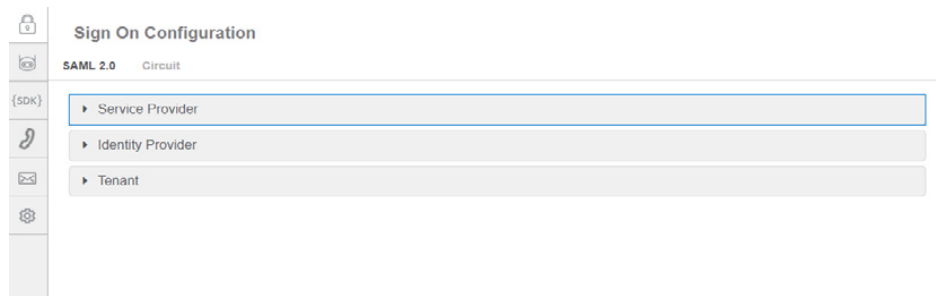 Sign On Configuration
SAML 2.0 Circuit
{SDK}
Service Provider
Identity Provider
Tenant